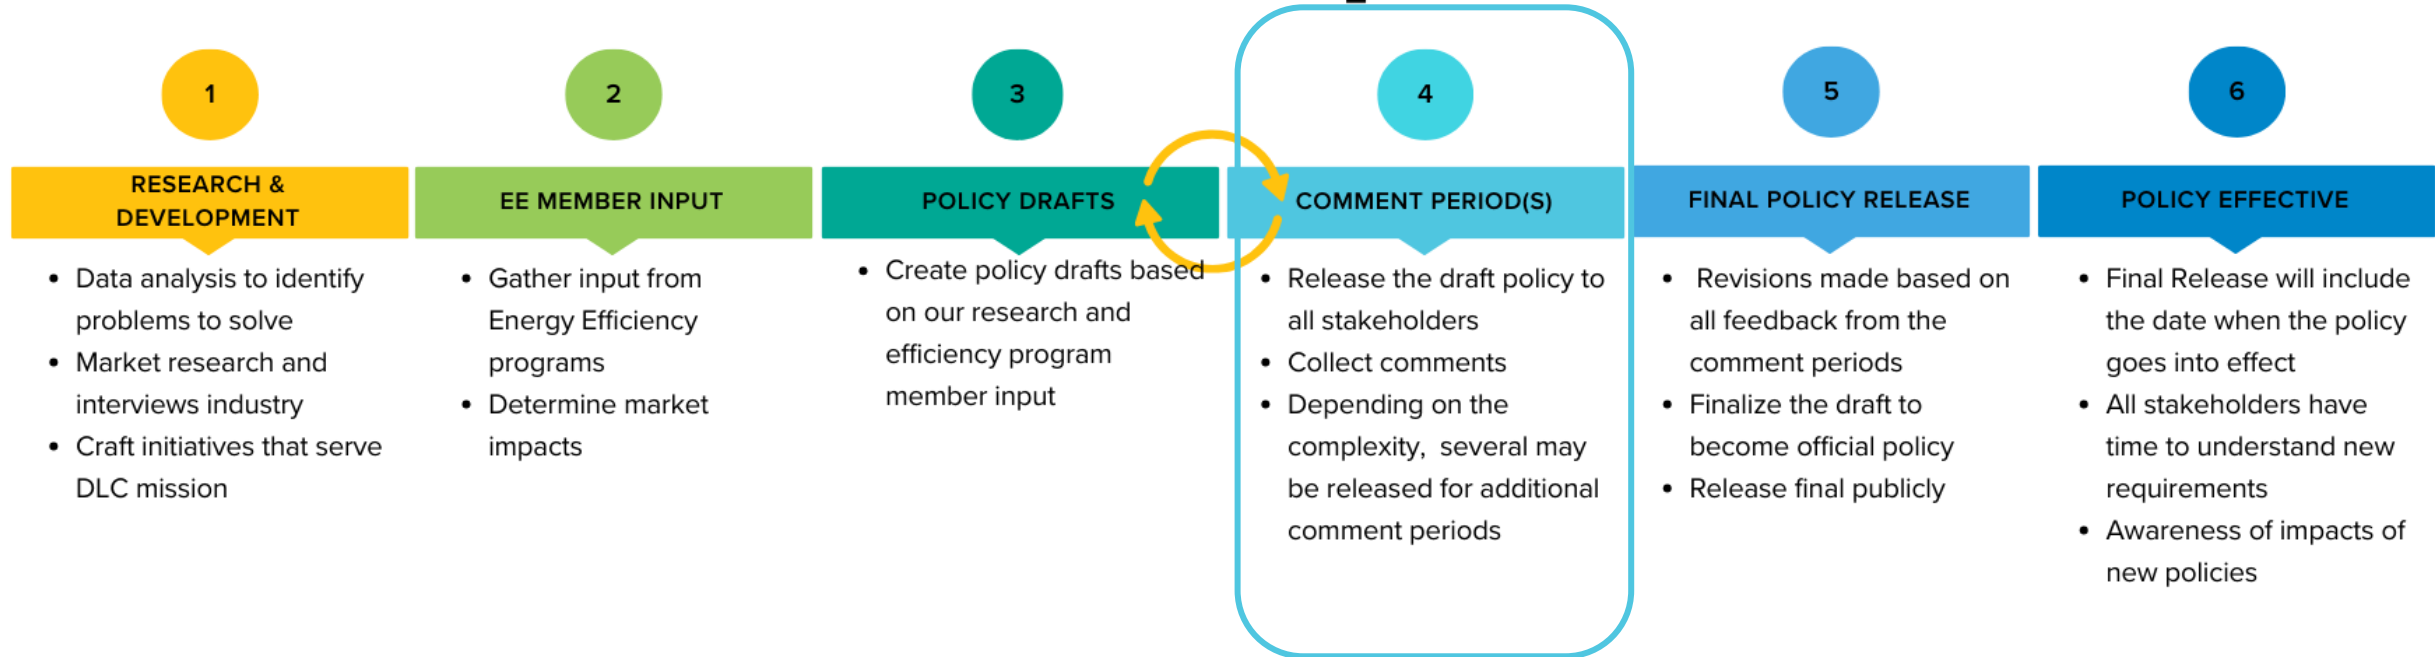 1
RESEARCH &
DEVELOPMENT
• Data analysis to identify
problems to solve
• Market research and
interviews industry
• Craft initiatives that serve
DLC mission
2
EE MEMBER INPUT
• Gather input from
Energy Efficiency
programs
• Determine market
impacts
3
POLICY DRAFTS
• Create policy drafts based
on our research and
efficiency program
member input
4
COMMENT PERIOD(S)
• Release the draft policy to
all stakeholders
• Collect comments
• Depending on the
complexity,  several may
be released for additional
comment periods
5
FINAL POLICY RELEASE
• Revisions made based on
all feedback from the
comment periods
• Finalize the draft to
become official policy
• Release final publicly
6
POLICY EFFECTIVE
• Final Release will include
the date when the policy
goes into effect
• All stakeholders have
time to understand new
requirements
• Awareness of impacts of
new policies